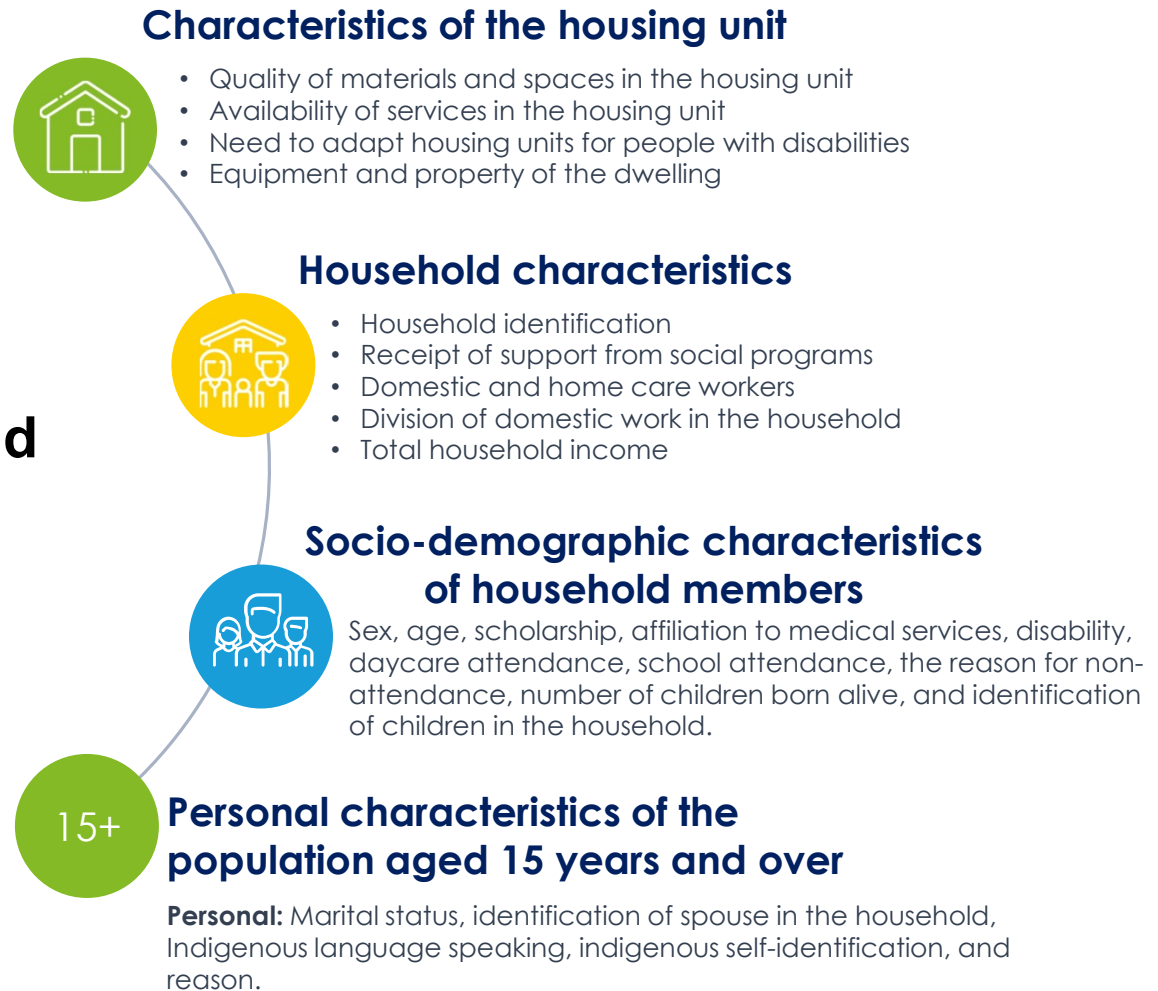 Characteristics of the housing unit
• Quality of materials and spaces in the housing unit
• Availability of services in the housing unit
• Need to adapt housing units for people with disabilities
• Equipment and property of the dwelling
Household characteristics
• Household identification
• Receipt of support from social programs
• Domestic and home care workers
• Division of domestic work in the household
• Total household income
d
Socio-demographic characteristics
of household members
Sex, age, scholarship, affiliation to medical services, disability,
daycare attendance, school attendance, the reason for non-
attendance, number of children born alive, and identification
of children in the household.
15+
Personal characteristics of the
population aged 15 years and over
Personal: Marital status, identification of spouse in the household,
Indigenous language speaking, indigenous self-identification, and
reason.